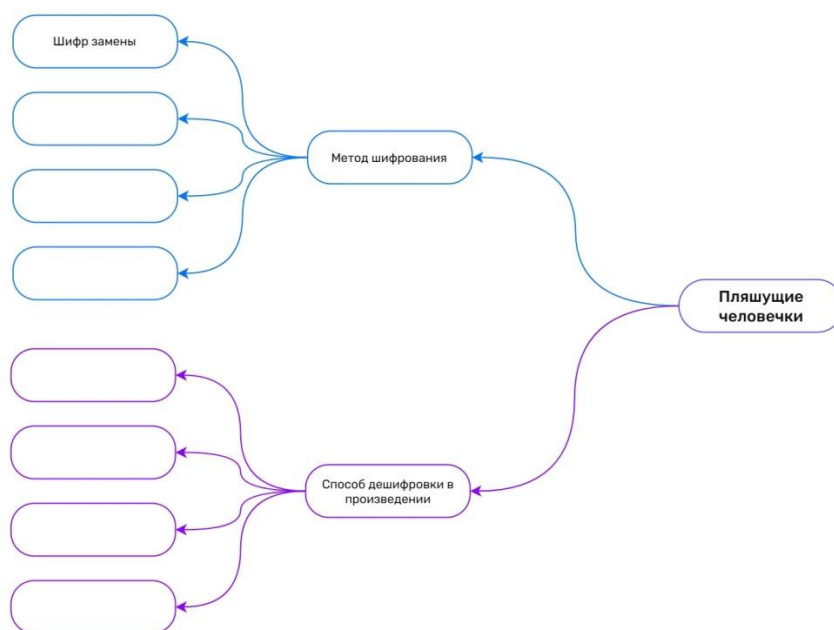 Шифр замены
Метод шифрования
Пляшущие
человечки
Способ дешифровки в
произведении